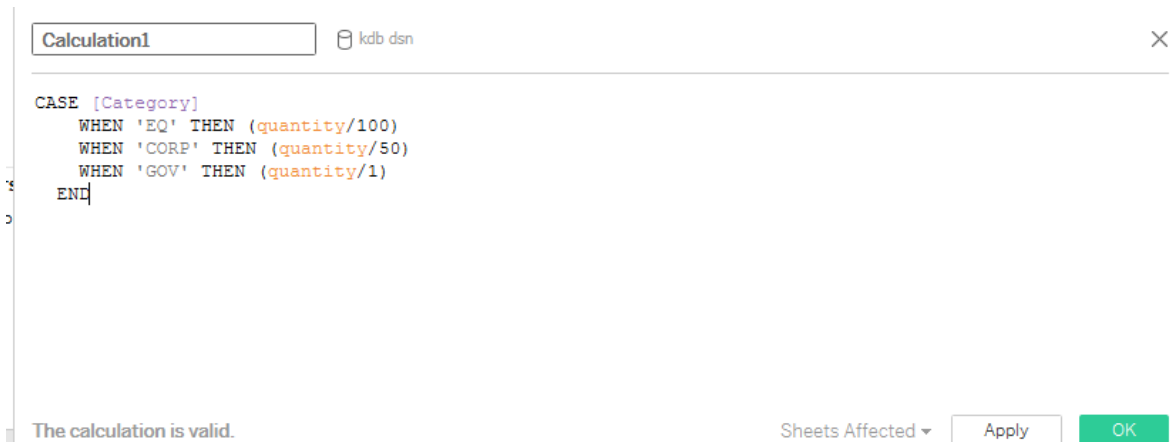 Calculation1 kdb dsn
CASE [Category]
WHEN 'EQ' THEN (quantity/100)
WHEN 'CORP' THEN (quantity/50)
WHEN 'GOV' THEN (quantity/1)
END
The calculation is valid. Sheets Affected Apply OK